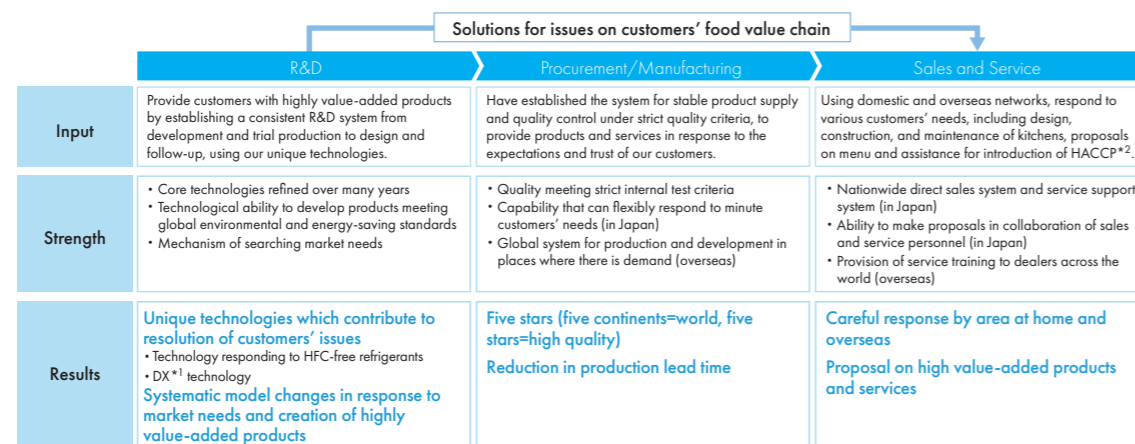 Solutions for issues on customers' food value chain
R&D
Procurement/Manufacturing
Sales and Service
Input
Provide customers with highly value-added products
by establishing a consistent R&D system from
development and trial production to design and
follow-up, using our unique technologies.
Have established the system for stable product supply
and quality control under strict quality criteria, to
provide products and services in response to the
expectations and trust of our customers.
Using domestic and overseas networks, respond to
various customers' needs, including design,
construction, and maintenance of kitchens, proposals
on menu and assistance for introduction of HACCP*2.
Strength
• Core technologies refined over many years
• Technological ability to develop products meeting
global environmental and energy-saving standards
• Mechanism of searching market needs
• Quality meeting strict internal test criteria
• Capability that can flexibly respond to minute
customers' needs (in Japan)
• Global system for production and development in
places where there is demand (overseas)
• Nationwide direct sales system and service support
system (in Japan)
• Ability to make proposals in collaboration of sales
and service personnel (in Japan)
• Provision of service training to dealers across the
world (overseas)
Results
Unique technologies which contribute to
resolution of customers' issues
• Technology responding to HFC-free refrigerants
• DX*1 technology
Systematic model changes in response to
market needs and creation of highly
value-added products
Five stars (five continents=world, five
stars=high quality)
Reduction in production lead time
Careful response by area at home and
overseas
Proposal on high value-added products
and services